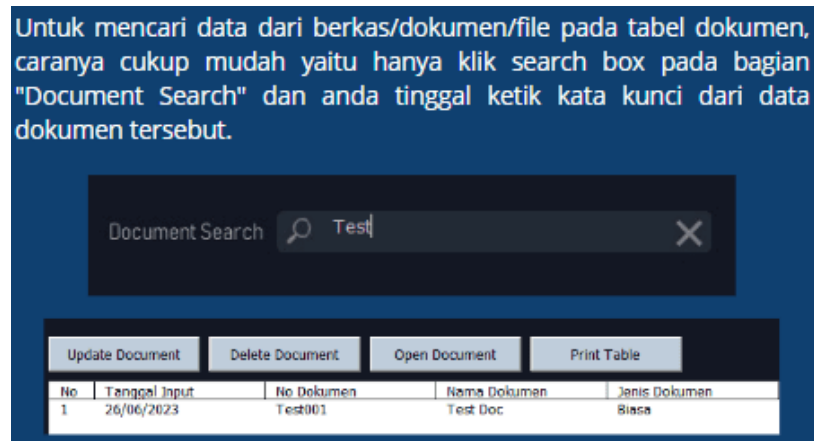 Untuk mencari data dari berkas/dokumen/file pada tabel dokumen,
caranya cukup mudah yaitu hanya klik search box pada bagian
"Document Search" dan anda tinggal ketik kata kunci dari data
dokumen tersebut.
Document Search Test
Update Document Delete Document Open Document Print Table
No Tanggal Input No Dokumen Nama Dokumen Jenis Dokumen
1 26/06/2023 Test001 Test Doc Biasa